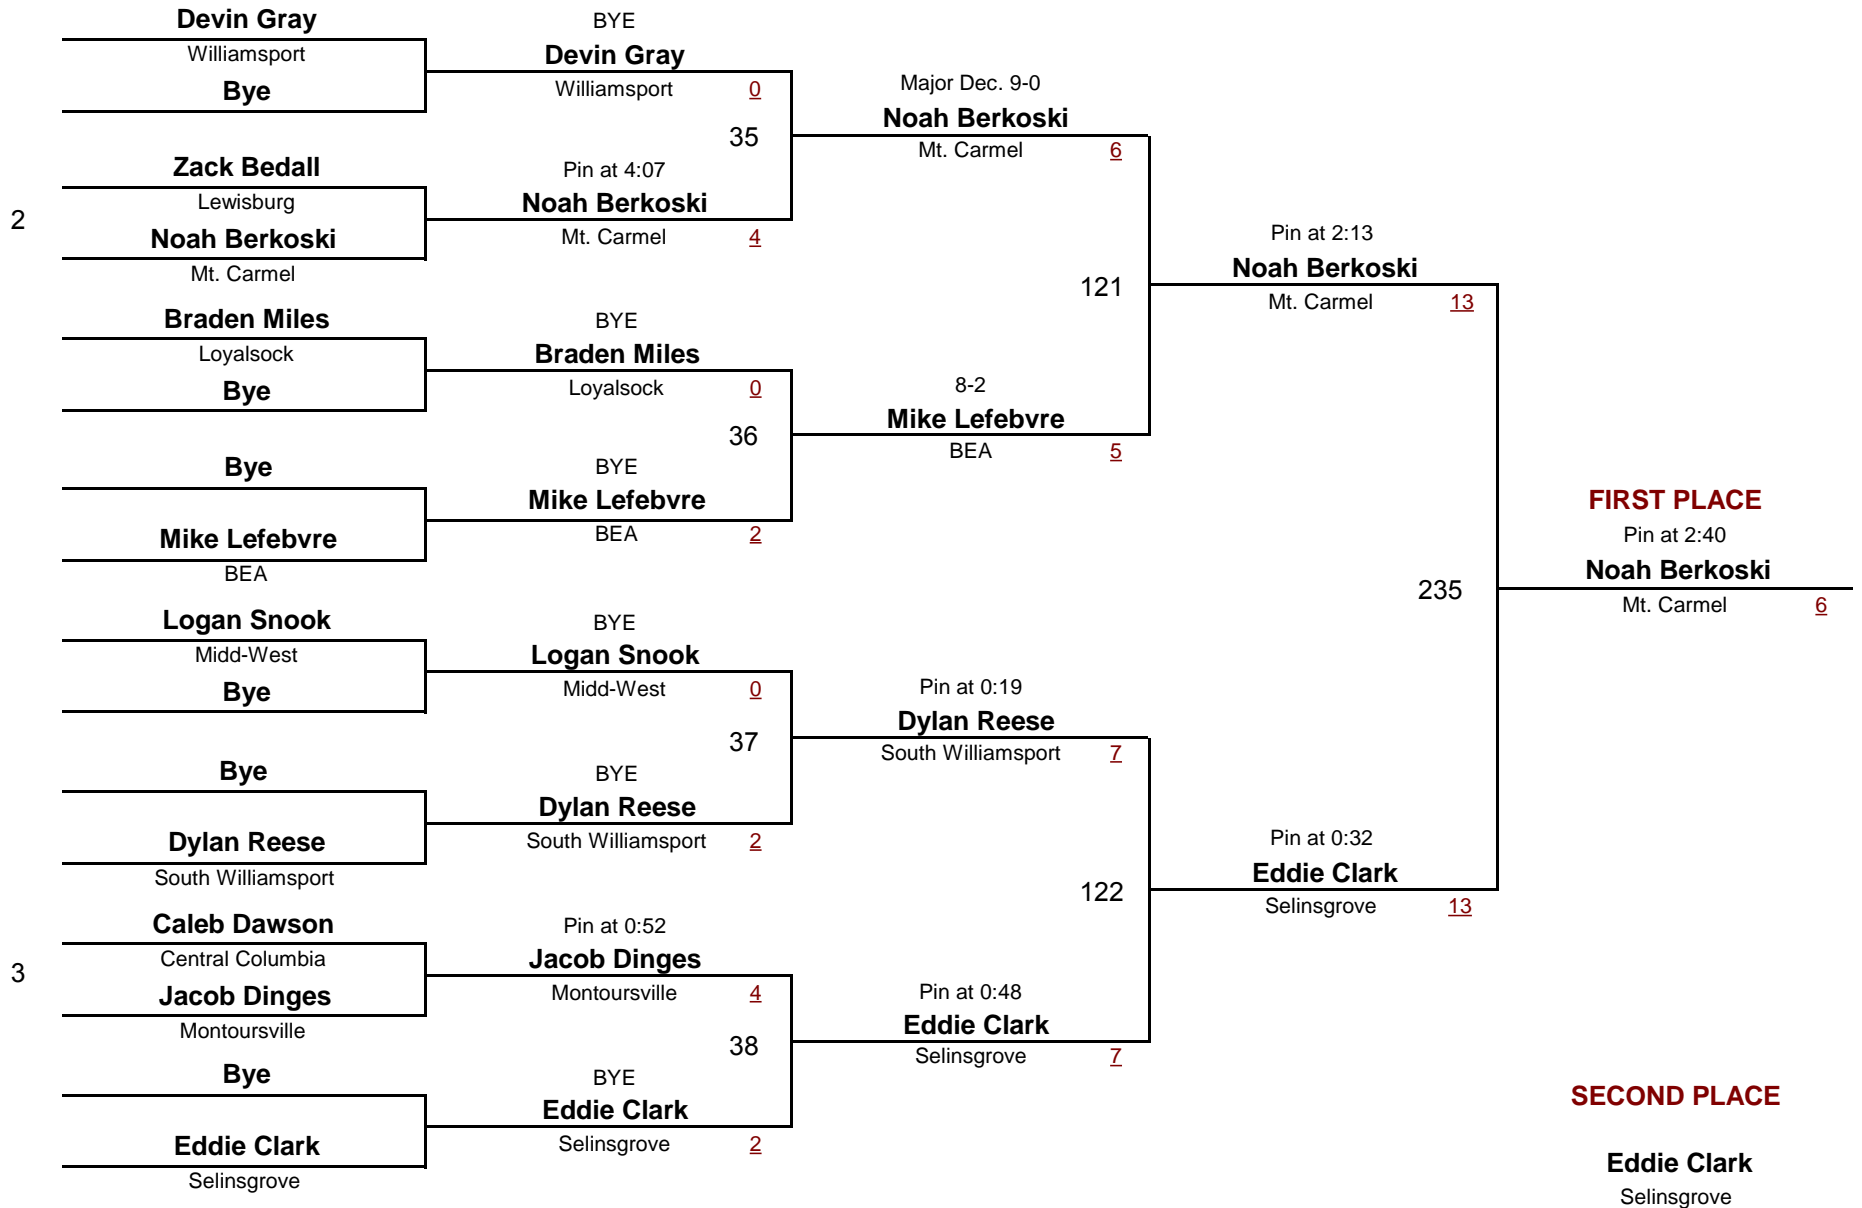 Devin Gray
Williamsport
Bye
2
Zack Bedall
Lewisburg
Noah Berkoski
Mt. Carmel
Braden Miles
Loyalsock
Bye
Bye
Mike Lefebvre
BEA
Logan Snook
Midd-West
Bye
Bye
Dylan Reese
South Williamsport
3
Caleb Dawson
Central Columbia
Jacob Dinges
Montoursville
Bye
Eddie Clark
Selinsgrove
BYE
Devin Gray
Williamsport 0
35
Pin at 4:07
Noah Berkoski
Mt. Carmel 4
BYE
Braden Miles
Loyalsock 0
36
BYE
Mike Lefebvre
BEA 2
BYE
Logan Snook
Midd-West 0
37
BYE
Dylan Reese
South Williamsport 2
Pin at 0:52
Jacob Dinges
Montoursville 4
38
BYE
Eddie Clark
Selinsgrove 2
Major Dec. 9-0
Noah Berkoski
Mt. Carmel 6
121
8-2
Mike Lefebvre
BEA 5
Pin at 0:19
Dylan Reese
South Williamsport 7
122
Pin at 0:48
Eddie Clark
Selinsgrove 7
Pin at 2:13
Noah Berkoski
Mt. Carmel 13
235
Pin at 0:32
Eddie Clark
Selinsgrove 13
FIRST PLACE
Pin at 2:40
Noah Berkoski
Mt. Carmel 6
SECOND PLACE
Eddie Clark
Selinsgrove